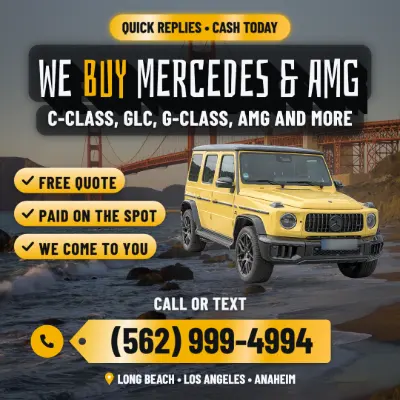 QUICK REPLIES • CASH TODAY
WE BUY MERCEDES & AMG
C-CLASS, GLC, G-CLASS, AMG AND MORE
FREE QUOTE
PAID ON THE SPOT
WE COME TO YOU
CALL OR TEXT
(562) 999-4994
LONG BEACH • LOS ANGELES • ANAHEIM